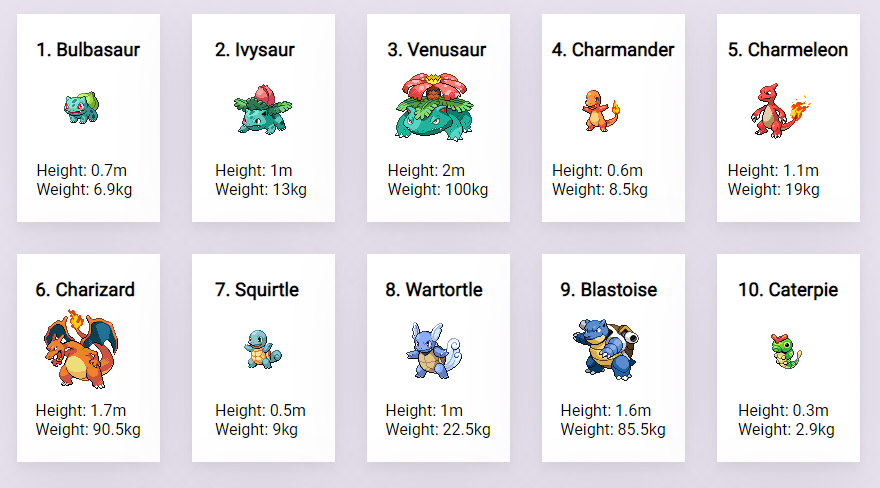 1. Bulbasaur
Height: 0.7m
Weight: 6.9kg
2. Ivysaur
Height: 1m
Weight: 13kg
3. Venusaur
Height: 2m
Weight: 100kg
4. Charmander
Height: 0.6m
Weight: 8.5kg
5. Charmeleon
Height: 1.1m
Weight: 19kg
6. Charizard
Height: 1.7m
Weight: 90.5kg
7. Squirtle
Height: 0.5m
Weight: 9kg
8. Wartortle
Height: 1m
Weight: 22.5kg
9. Blastoise
Height: 1.6m
Weight: 85.5kg
10. Caterpie
Height: 0.3m
Weight: 2.9kg